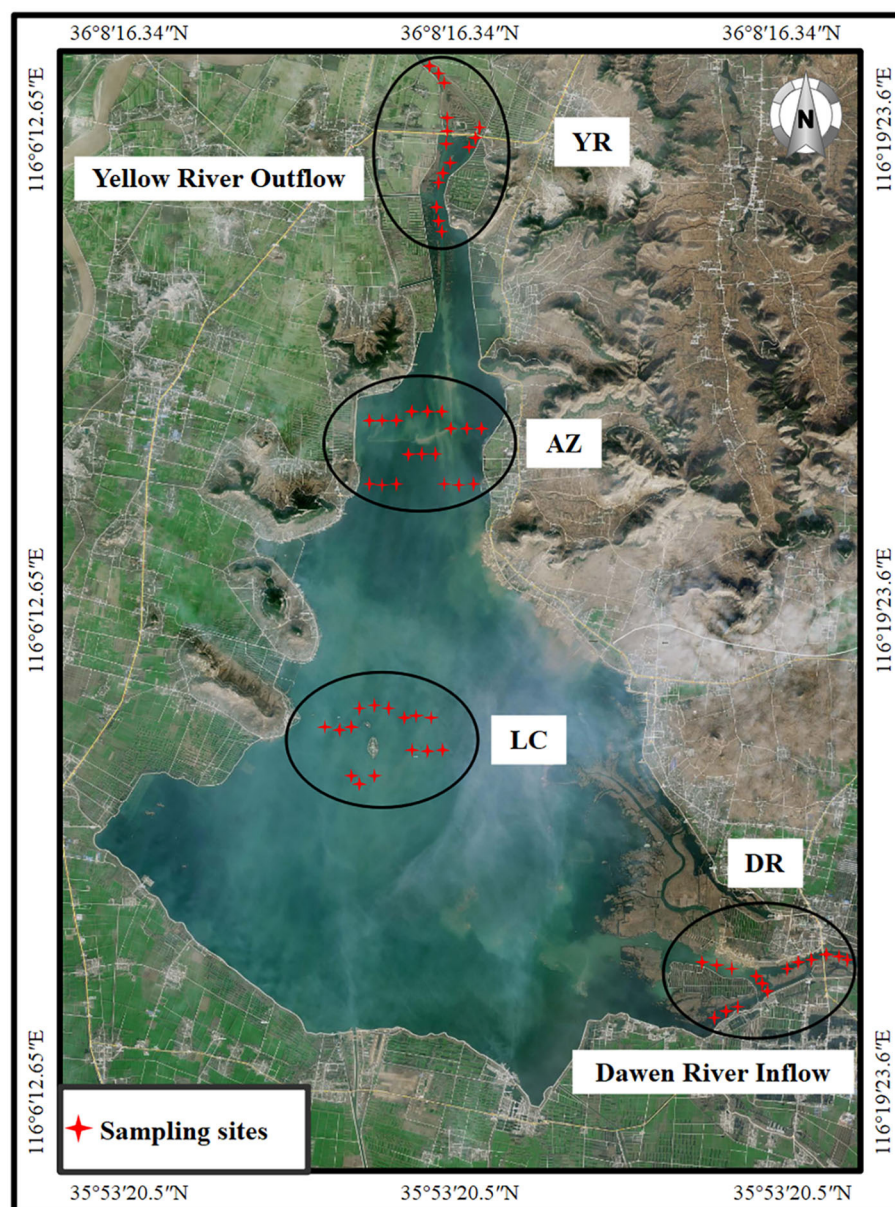 36°8′16.34″N 36°8′16.34″N 36°8′16.34″N
116°6′12.65″E
116°19′23.6″E
N
YR
Yellow River Outflow
AZ
116°6′12.65″E
116°19′23.6″E
LC
DR
116°6′12.65″E
116°19′23.6″E
Dawen River Inflow
Sampling sites
35°53′20.5″N 35°53′20.5″N 35°53′20.5″N